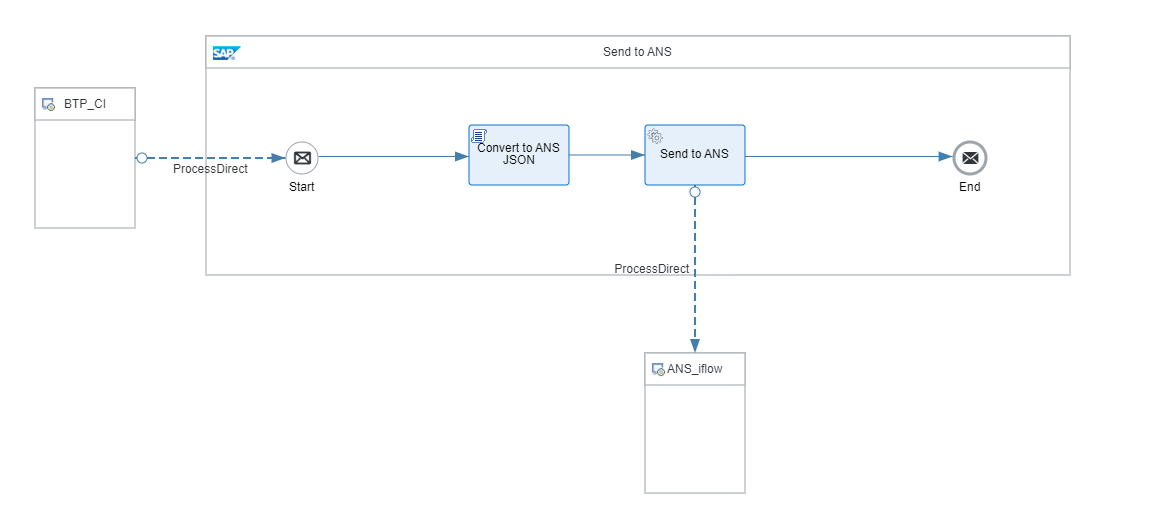 SAP
Send to ANS
BTP_CI
ProcessDirect
Start
Convert to ANS
JSON
Send to ANS
End
ProcessDirect
ANS_iflow